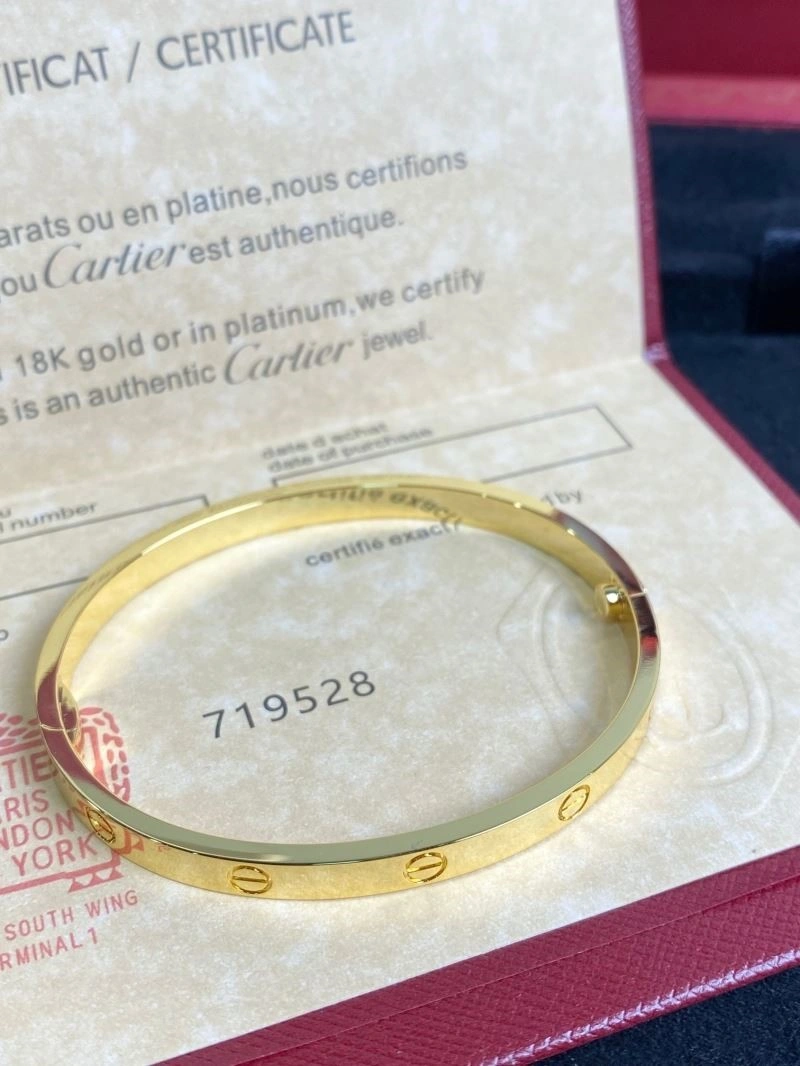 TIFICAT / CERTIFICATE
arats ou en platine,nous certifions
ou Cartier est authentique.
18K gold or in platinum,we certify
s is an authentic Cartier jewel.
date d achat
date of purchase
number
certifié exact
by
719528
TIE
RIS
NDON
YORK
SOUTH WING
RMINAL 1